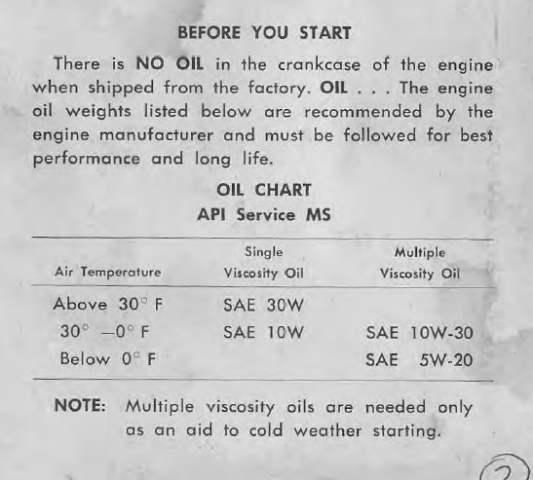 BEFORE YOU START
There is NO OIL in the crankcase of the engine
when shipped from the factory. OIL . . . The engine
oil weights listed below are recommended by the
engine manufacturer and must be followed for best
performance and long life.
OIL CHART
API Service MS
Air Temperature Single Viscosity Oil Multiple Viscosity Oil
Above 30° F SAE 30W
30° –0° F SAE 10W SAE 10W-30
Below 0° F SAE 5W-20
NOTE: Multiple viscosity oils are needed only
as an aid to cold weather starting.
2